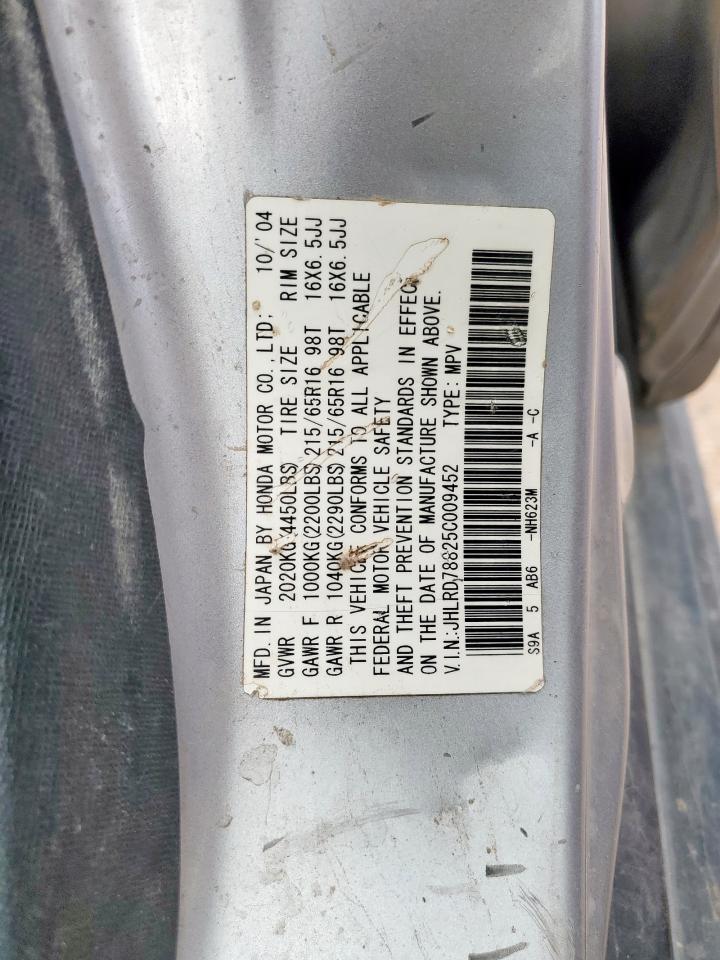 MFD. IN JAPAN BY HONDA MOTOR CO.,LTD; 10/'04
GVWR 2020KG(4450LBS) TIRE SIZE RIM SIZE
GAWR F 1000KG(2200LBS) 215/65R16 98T 16X6.5JJ
GAWR R 1040KG(2290LBS) 215/65R16 98T 16X6.5JJ
THIS VEHICLE CONFORMS TO ALL APPLICABLE
FEDERAL MOTOR VEHICLE SAFETY
AND THEFT PREVENTION STANDARDS IN EFFECT
ON THE DATE OF MANUFACTURE SHOWN ABOVE.
V.I.N.:JHLRD78825C009452 TYPE: MPV
S9A 5 AB6 -NH623M -A -C